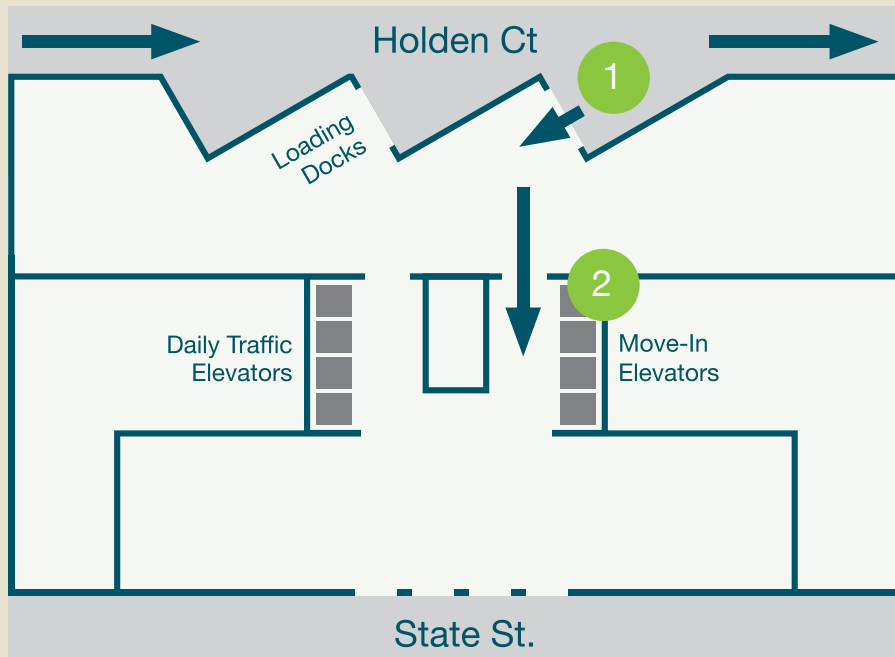 Holden Ct
1
Loading
Docks
2
Daily Traffic
Elevators
Move-In
Elevators
State St.